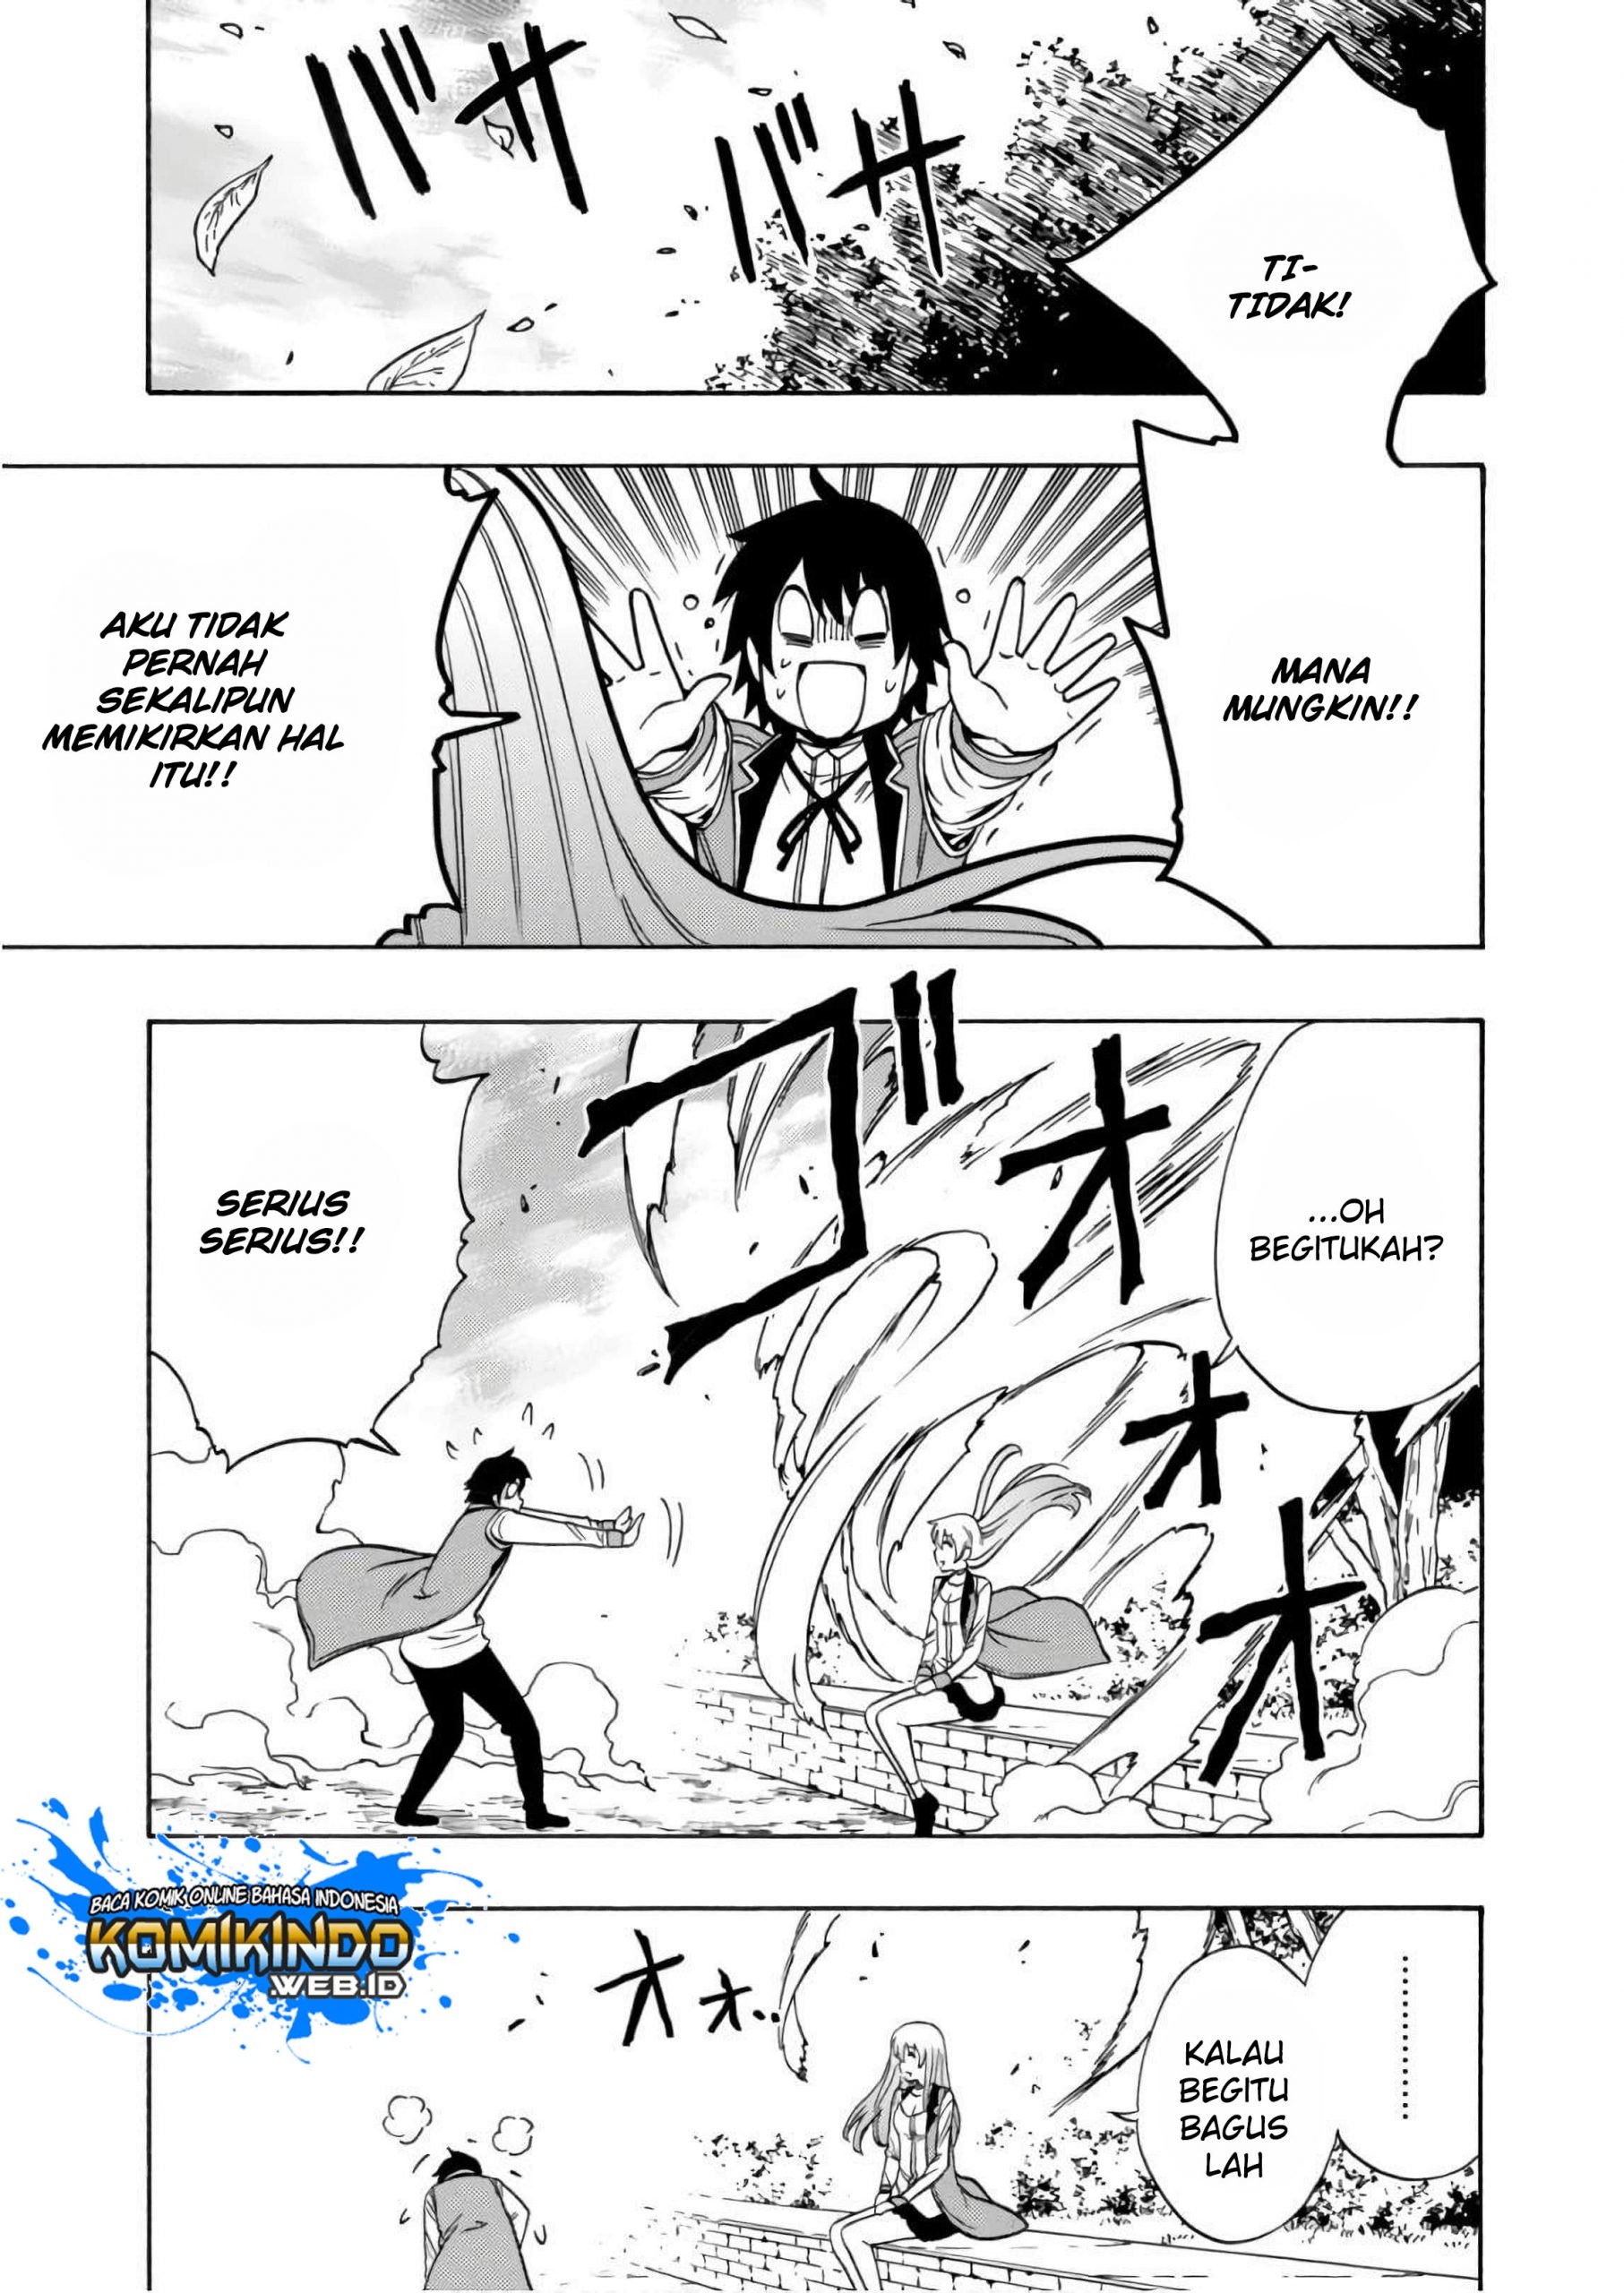 バサ
バサ
TI-
TIDAK!
MANA
MUNGKIN!!
AKU TIDAK
PERNAH
SEKALIPUN
MEMIKIRKAN HAL
ITU!!
ゴオオオ
...OH
BEGITUKAH?
SERIUS
SERIUS!!
..........
KALAU
BEGITU
BAGUS
LAH
オオ..
BACA KOMIK ONLINE BAHASA INDONESIA
KOMIKINDO
.WEB.ID